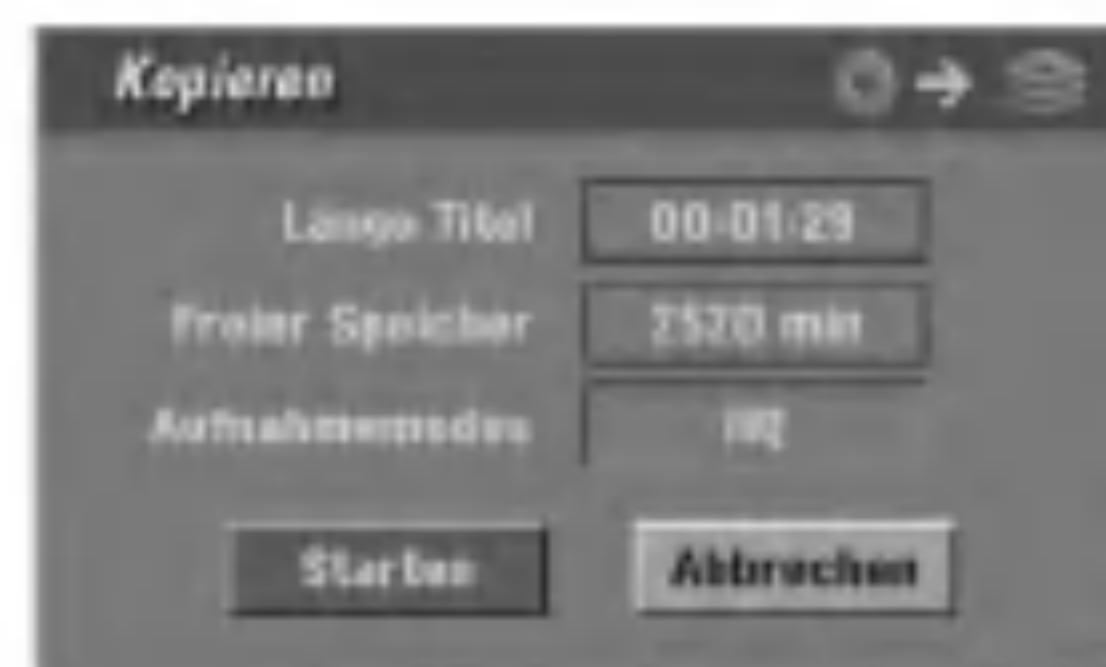 Kopieren
Länge Titel 00:01:29
Freier Speicher 2520 min
Aufnahmemodus HQ
Starten Abbrechen